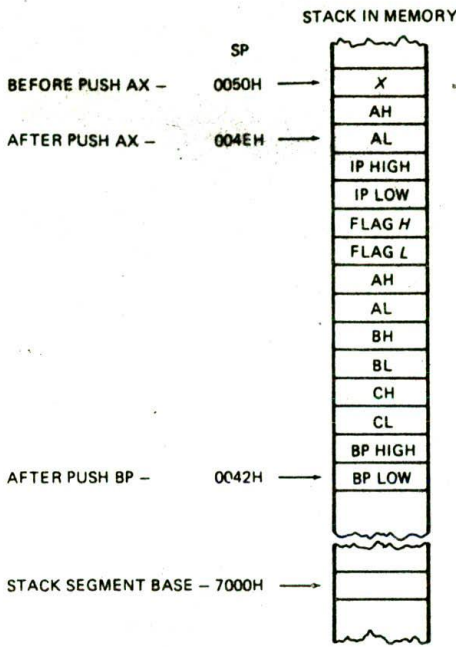 STACK IN MEMORY
SP
BEFORE PUSH AX – 0050H X
AH
AFTER PUSH AX – 004EH AL
IP HIGH
IP LOW
FLAG H
FLAG L
AH
AL
BH
BL
CH
CL
BP HIGH
AFTER PUSH BP – 0042H BP LOW
STACK SEGMENT BASE – 7000H